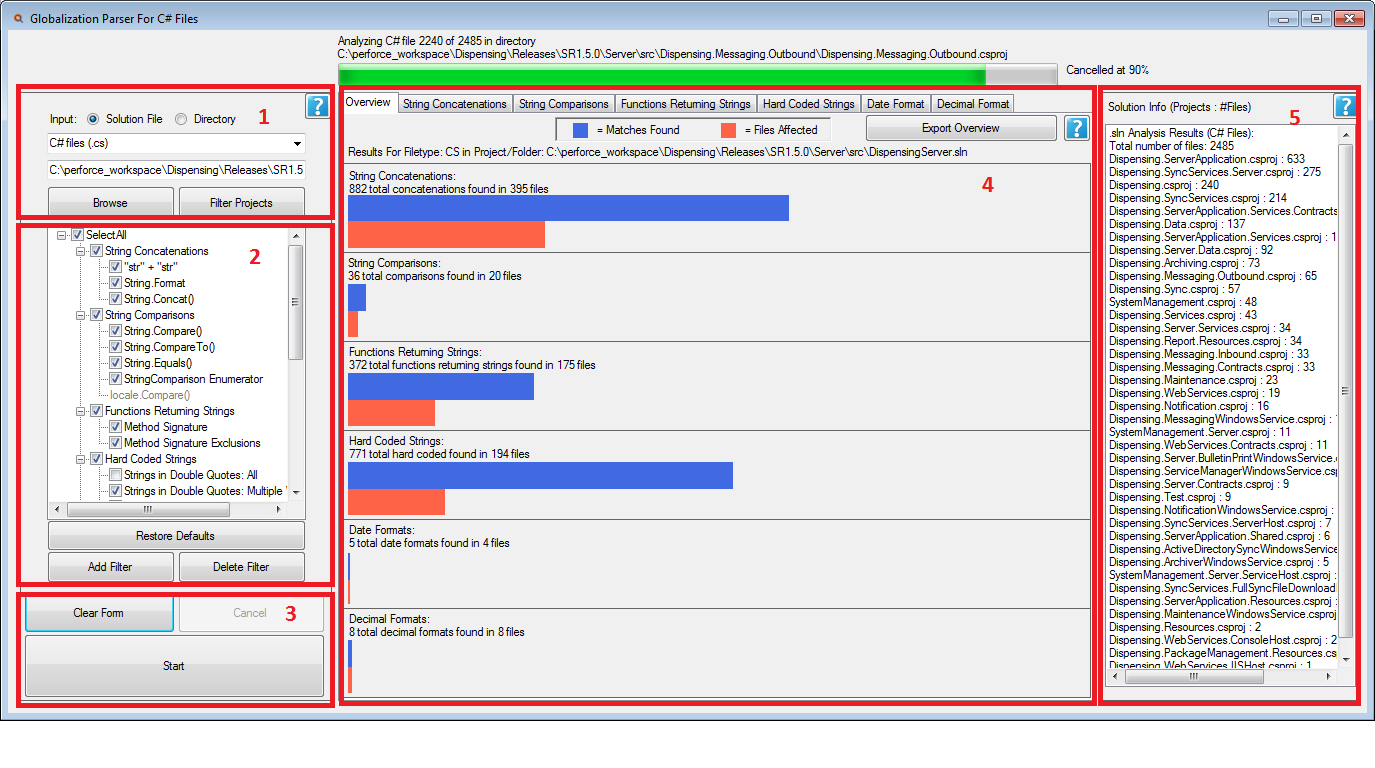 Globalization Parser For C# Files
Analyzing C# file 2240 of 2485 in directory
C:\perforce_workspace\Dispensing\Releases\SR1.5.0\Server\src\Dispensing.Messaging.Outbound\Dispensing.Messaging.Outbound.csproj
Cancelled at 90%
1
?
Input: Solution File Directory
C# files (.cs)
C:\perforce_workspace\Dispensing\Releases\SR1.5
Browse Filter Projects
2
SelectAll
String Concatenations
"str" + "str"
String.Format
String.Concat()
String Comparisons
String.Compare()
String.CompareTo()
String.Equals()
StringComparison Enumerator
locale.Compare()
Functions Returning Strings
Method Signature
Method Signature Exclusions
Hard Coded Strings
Strings in Double Quotes: All
Strings in Double Quotes: Multiple
Restore Defaults
Add Filter Delete Filter
Clear Form Cancel 3
Start
Overview String Concatenations String Comparisons Functions Returning Strings Hard Coded Strings Date Format Decimal Format
= Matches Found = Files Affected Export Overview ?
Results For Filetype: CS in Project/Folder: C:\perforce_workspace\Dispensing\Releases\SR1.5.0\Server\src\DispensingServer.sln
4
String Concatenations:
882 total concatenations found in 395 files
String Comparisons:
36 total comparisons found in 20 files
Functions Returning Strings:
372 total functions returning strings found in 175 files
Hard Coded Strings:
771 total hard coded found in 194 files
Date Formats:
5 total date formats found in 4 files
Decimal Formats:
8 total decimal formats found in 8 files
Solution Info (Projects : #Files) ?
5
.sln Analysis Results (C# Files):
Total number of files: 2485
Dispensing.ServerApplication.csproj : 633
Dispensing.SyncServices.Server.csproj : 275
Dispensing.csproj : 240
Dispensing.SyncServices.csproj : 214
Dispensing.ServerApplication.Services.Contracts
Dispensing.Data.csproj : 137
Dispensing.ServerApplication.Services.csproj : 1
Dispensing.Server.Data.csproj : 92
Dispensing.Archiving.csproj : 73
Dispensing.Messaging.Outbound.csproj : 65
Dispensing.Sync.csproj : 57
SystemManagement.csproj : 48
Dispensing.Services.csproj : 43
Dispensing.Server.Services.csproj : 34
Dispensing.Report.Resources.csproj : 34
Dispensing.Messaging.Inbound.csproj : 33
Dispensing.Messaging.Contracts.csproj : 33
Dispensing.Maintenance.csproj : 23
Dispensing.WebServices.csproj : 19
Dispensing.Notification.csproj : 16
Dispensing.MessagingWindowsService.csproj :
SystemManagement.Server.csproj : 11
Dispensing.WebServices.Contracts.csproj : 11
Dispensing.Server.BulletinPrintWindowsService.
Dispensing.ServiceManagerWindowsService.csp
Dispensing.Server.Contracts.csproj : 9
Dispensing.Test.csproj : 9
Dispensing.NotificationWindowsService.csproj :
Dispensing.SyncServices.ServerHost.csproj : 7
Dispensing.ServerApplication.Shared.csproj : 6
Dispensing.ActiveDirectorySyncWindowsService
Dispensing.ArchiverWindowsService.csproj : 5
SystemManagement.Server.ServiceHost.csproj :
Dispensing.SyncServices.FullSyncFileDownload
Dispensing.ServerApplication.Resources.csproj :
Dispensing.MaintenanceWindowsService.csproj :
Dispensing.Resources.csproj : 2
Dispensing.WebServices.ConsoleHost.csproj : 2
Dispensing.PackageManagement.Resources.cs
Dispensing.WebServices.IISHost.csproj : 1